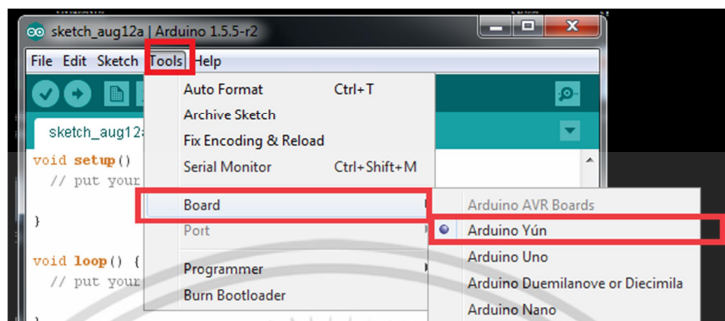 sketch_aug12a | Arduino 1.5.5-r2
File Edit Sketch Tools Help
Auto Format Ctrl+T
Archive Sketch
sketch_aug12a
Fix Encoding & Reload
void setup()
Serial Monitor Ctrl+Shift+M
// put your
Board
Arduino AVR Boards
}
Port
Arduino Yún
void loop() {
Arduino Uno
Programmer
// put your
Arduino Duemilanove or Diecimila
Burn Bootloader
Arduino Nano
}